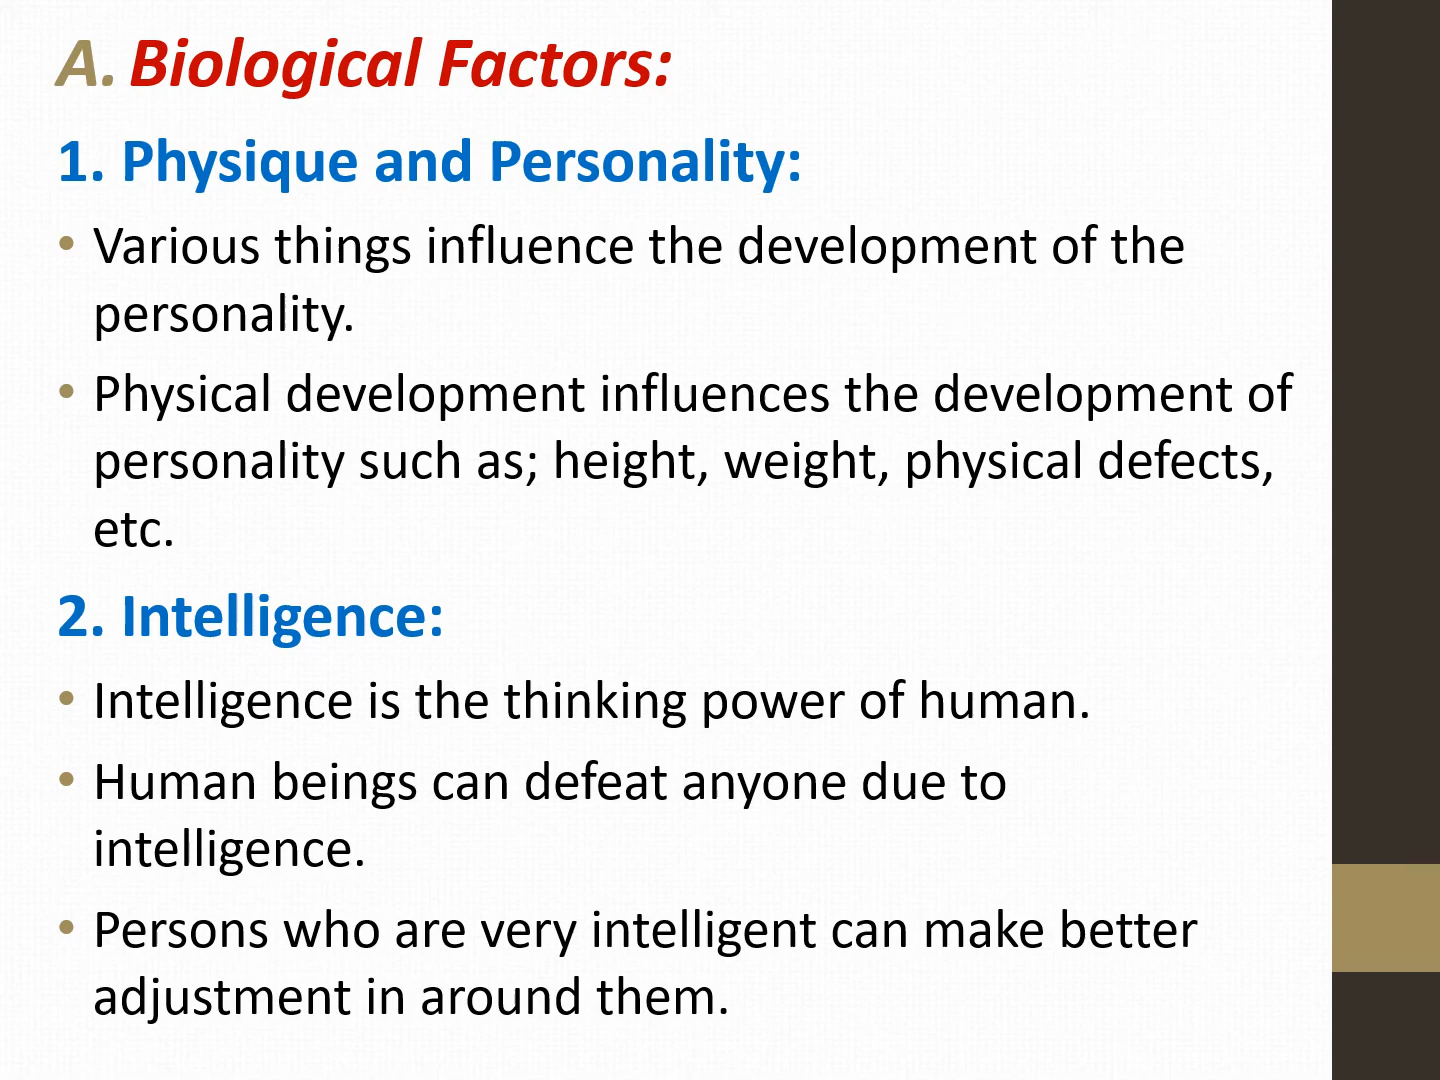 A. Biological Factors:
1. Physique and Personality:
• Various things influence the development of the
personality.
• Physical development influences the development of
personality such as; height, weight, physical defects,
etc.
2. Intelligence:
• Intelligence is the thinking power of human.
• Human beings can defeat anyone due to
intelligence.
• Persons who are very intelligent can make better
adjustment in around them.